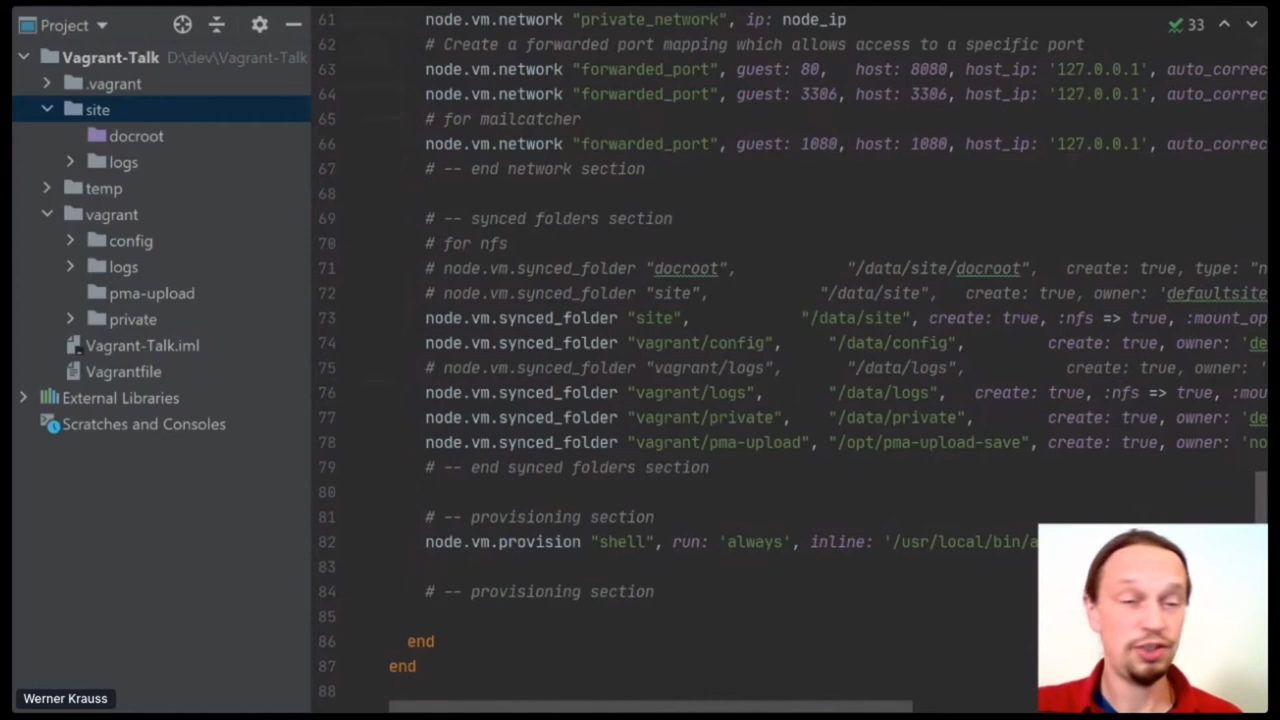 Project
Vagrant-Talk D:\dev\Vagrant-Talk
.vagrant
site
docroot
logs
temp
vagrant
config
logs
pma-upload
private
Vagrant-Talk.iml
Vagrantfile
External Libraries
Scratches and Consoles
33
61 node.vm.network "private_network", ip: node_ip
62 # Create a forwarded port mapping which allows access to a specific port
63 node.vm.network "forwarded_port", guest: 80, host: 8080, host_ip: '127.0.0.1', auto_correc
64 node.vm.network "forwarded_port", guest: 3306, host: 3306, host_ip: '127.0.0.1', auto_correc
65 # for mailcatcher
66 node.vm.network "forwarded_port", guest: 1080, host: 1080, host_ip: '127.0.0.1', auto_correc
67 # -- end network section
68
69 # -- synced folders section
70 # for nfs
71 # node.vm.synced_folder "docroot", "/data/site/docroot", create: true, type: "n
72 # node.vm.synced_folder "site", "/data/site", create: true, owner: 'defaultsite
73 node.vm.synced_folder "site", "/data/site", create: true, :nfs => true, :mount_op
74 node.vm.synced_folder "vagrant/config", "/data/config", create: true, owner: 'de
75 # node.vm.synced_folder "vagrant/logs", "/data/logs", create: true, owner: '
76 node.vm.synced_folder "vagrant/logs", "/data/logs", create: true, :nfs => true, :mou
77 node.vm.synced_folder "vagrant/private", "/data/private", create: true, owner: 'de
78 node.vm.synced_folder "vagrant/pma-upload", "/opt/pma-upload-save", create: true, owner: 'no
79 # -- end synced folders section
80
81 # -- provisioning section
82 node.vm.provision "shell", run: 'always', inline: '/usr/local/bin/a
83
84 # -- provisioning section
85
86 end
87 end
88
Werner Krauss